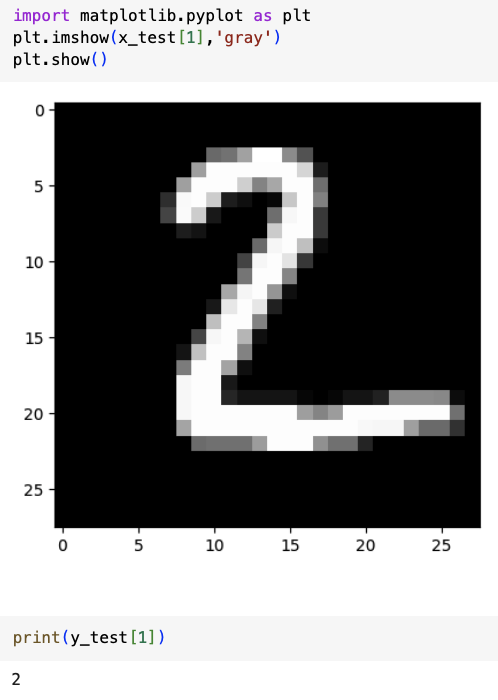 import matplotlib.pyplot as plt
plt.imshow(x_test[1],'gray')
plt.show()
0
5
10
15
20
25
2
0 5 10 15 20 25
print(y_test[1])
2